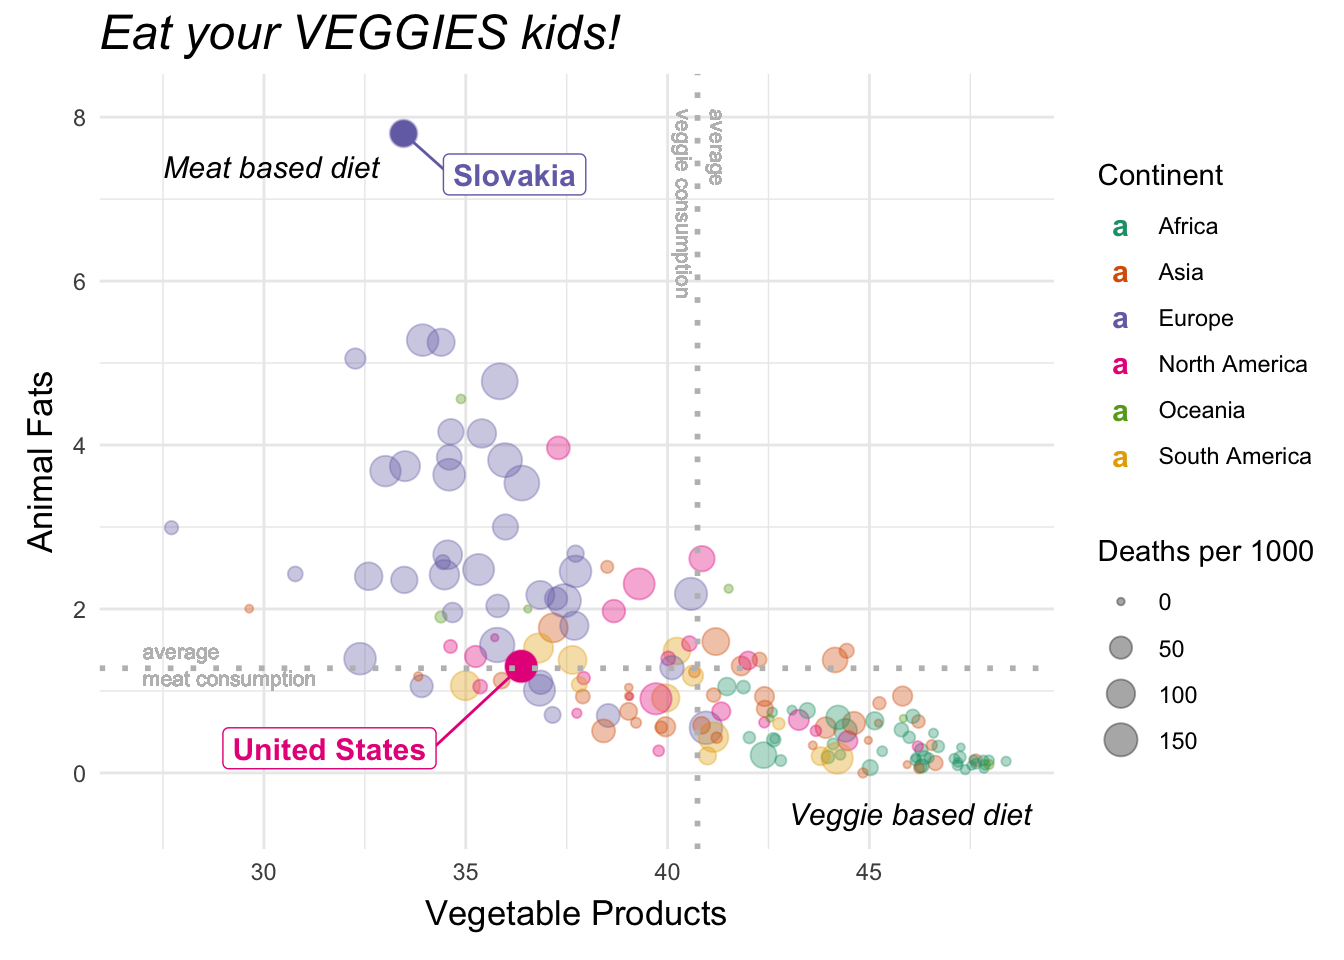 Eat your VEGGIES kids!
8
6
4
2
0
Animal Fats
Meat based diet
Slovakia
average
veggie consumption
average
meat consumption
United States
Veggie based diet
30
35
40
45
Vegetable Products
Continent
a Africa
a Asia
a Europe
a North America
a Oceania
a South America
Deaths per 1000
0
50
100
150